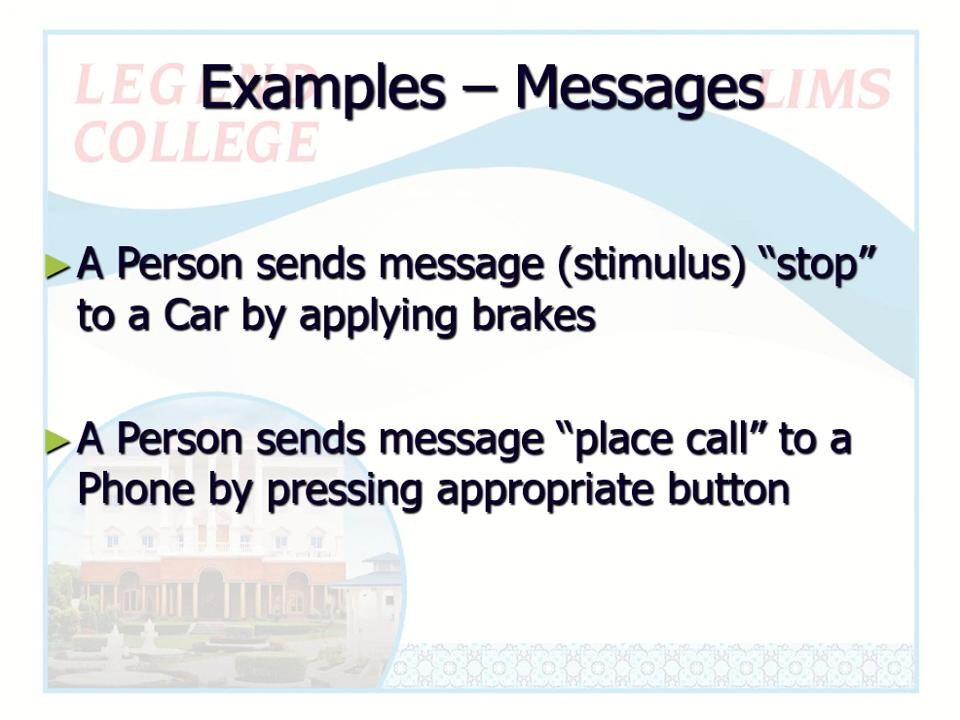 LEGEND
COLLEGE
LIMS
Examples – Messages
► A Person sends message (stimulus) “stop”
to a Car by applying brakes
► A Person sends message “place call” to a
Phone by pressing appropriate button